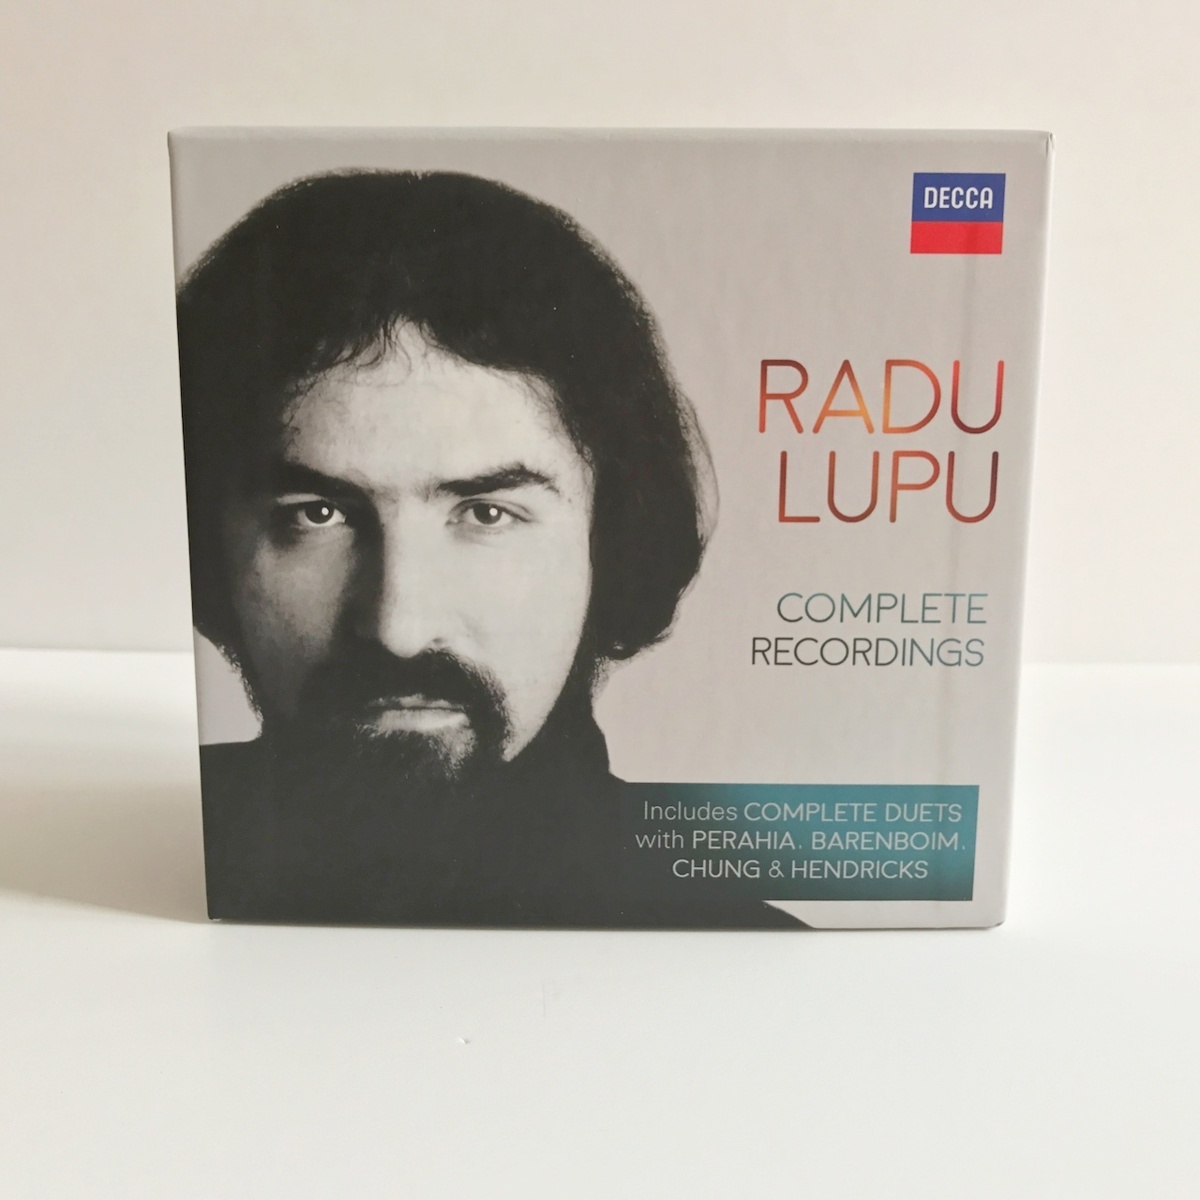 DECCA
RADU
LUPU
COMPLETE
RECORDINGS
Includes COMPLETE DUETS
with PERAHIA, BARENBOIM,
CHUNG & HENDRICKS